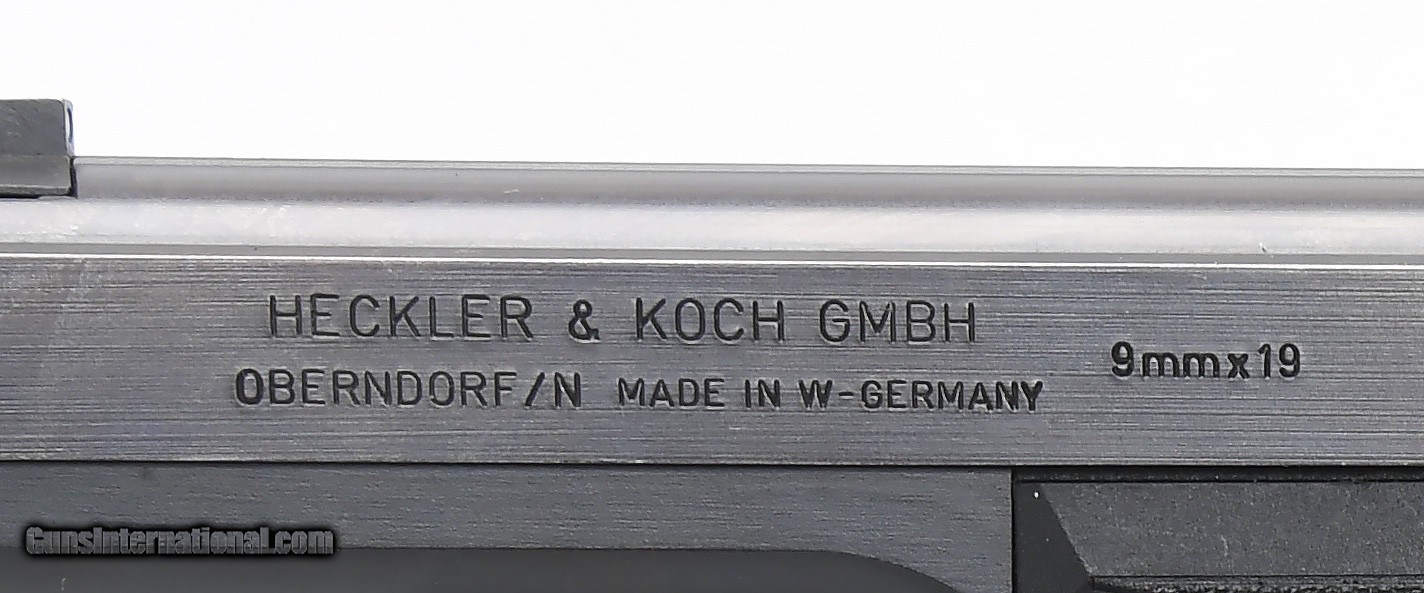 HECKLER & KOCH GMBH
OBERNDORF/N MADE IN W-GERMANY
9mmx19
GunsInternational.com